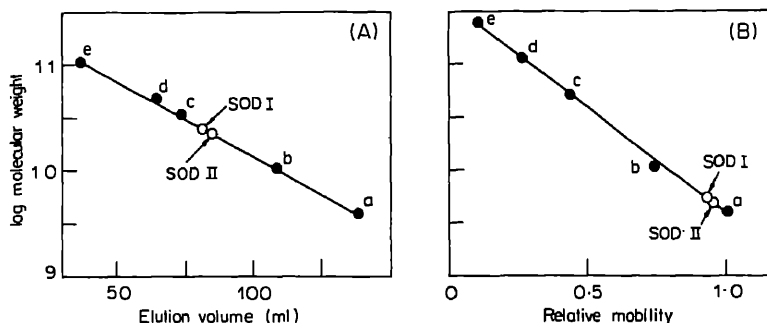 (A)
e
d
c
SOD I
SOD II
b
a
11
10
9
log molecular weight
50
100
Elution volume (ml)
(B)
e
d
c
b
SOD I
a
SOD II
0
0·5
1·0
Relative mobility